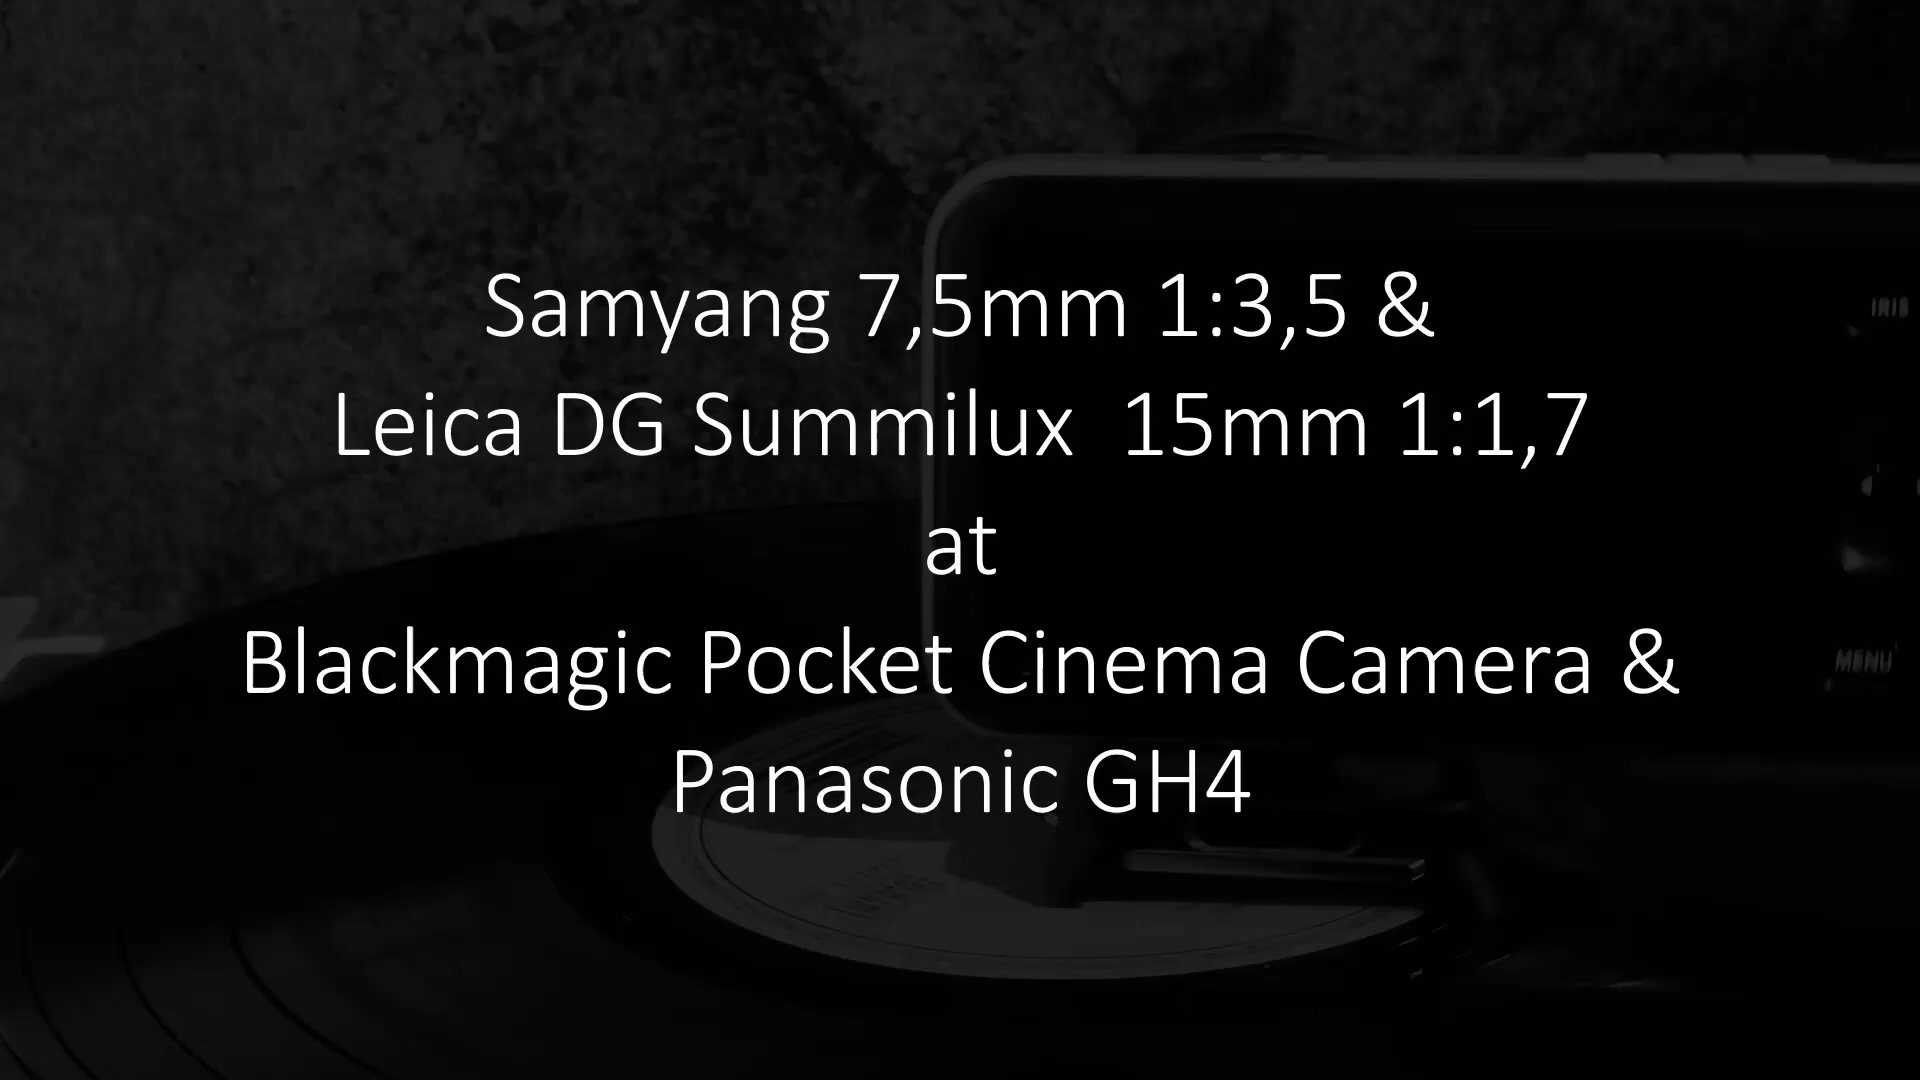 Samyang 7,5mm 1:3,5 &
Leica DG Summilux 15mm 1:1,7
at
Blackmagic Pocket Cinema Camera &
Panasonic GH4
IRIS
MENU